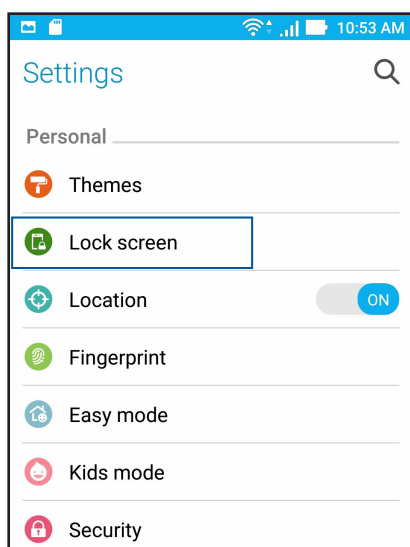 10:53 AM
Settings
Personal
Themes
Lock screen
Location ON
Fingerprint
Easy mode
Kids mode
Security